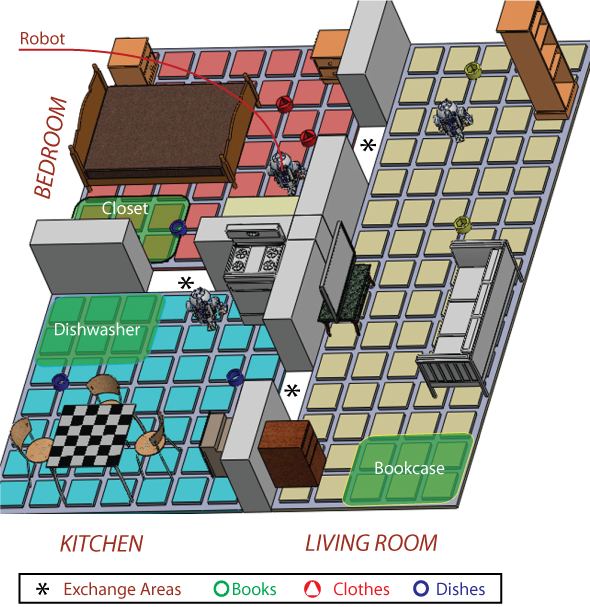 Robot
BEDROOM
Closet
*
*
Dishwasher
*
Bookcase
KITCHEN
LIVING ROOM
* Exchange Areas Books Clothes Dishes